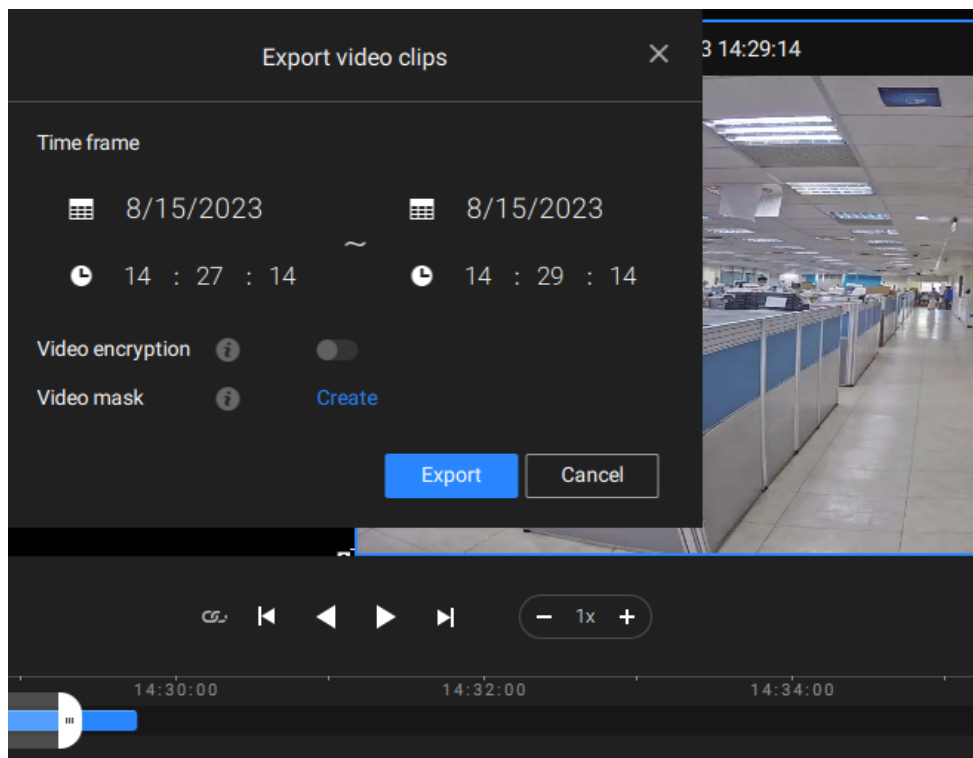 Export video clips
3 14:29:14
Time frame
8/15/2023
8/15/2023
~
14 : 27 : 14
14 : 29 : 14
Video encryption
Video mask
Create
Export
Cancel
1x
14:30:00
14:32:00
14:34:00